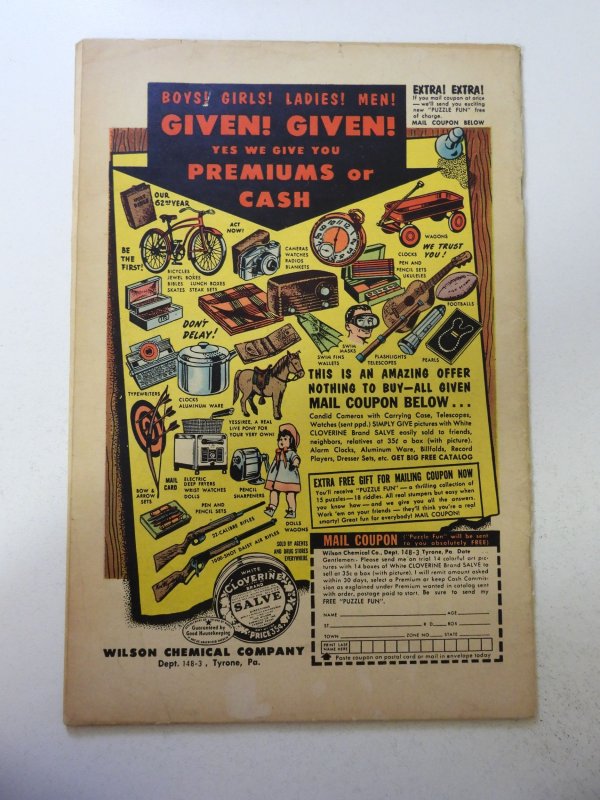 BOYS! GIRLS! LADIES! MEN!
GIVEN! GIVEN!
YES WE GIVE YOU
PREMIUMS or
CASH
EXTRA! EXTRA!
If you mail coupon at once
— we'll send you exciting
new "PUZZLE FUN" free
of charge.
MAIL COUPON BELOW
HOLY BIBLE
OUR
62ND YEAR
ACT
NOW!
BE
THE
FIRST!
BICYCLES
JEWEL BOXES
BIBLES LUNCH BOXES
SKATES STEAK SETS
CAMERAS
WATCHES
RADIOS
BLANKETS
WAGONS
CLOCKS
WE TRUST
YOU!
PEN AND
PENCIL SETS
UKULELES
FOOTBALLS
DON'T
DELAY!
SWIM FINS
WALLETS
SWIM
MASKS
FLASHLIGHTS
TELESCOPES
PEARLS
TYPEWRITERS
CLOCKS
ALUMINUM WARE
YESSIREE, A REAL
LIVE PONY FOR
YOUR VERY OWN!
THIS IS AN AMAZING OFFER
NOTHING TO BUY—ALL GIVEN
MAIL COUPON BELOW...
Candid Cameras with Carrying Case, Telescopes,
Watches (sent ppd.) SIMPLY GIVE pictures with White
CLOVERINE Brand SALVE easily sold to friends,
neighbors, relatives at 35¢ a box (with picture).
Alarm Clocks, Aluminum Ware, Billfolds, Record
Players, Dresser Sets, etc. GET BIG FREE CATALOG
BOW &
ARROW
SETS
MAIL
CARD
ELECTRIC
DEEP FRYERS
WRIST WATCHES
DOLLS
PENCIL
SHARPENERS
PEN AND
PENCIL SETS
DOLLS
WAGONS
22-CALIBRE RIFLES
1000-SHOT DAISY AIR RIFLES
SOLD BY AGENTS
AND DRUG STORES
EVERYWHERE
EXTRA FREE GIFT FOR MAILING COUPON NOW
You'll receive "PUZZLE FUN" — a thrilling collection of
15 puzzles—18 riddles. All real stumpers but easy when
you know how — and we give you all the answers.
Work 'em on your friends — they'll think you're a real
smarty! Great fun for everybody! MAIL COUPON!
WHITE
CLOVERINE
BRAND
SALVE
PRICE 35¢
Guaranteed by
Good Housekeeping
WILSON CHEMICAL COMPANY
Dept. 14B-3, Tyrone, Pa.
MAIL COUPON ("Puzzle Fun" will be sent to you absolutely FREE)
Wilson Chemical Co., Dept. 14B-3 Tyrone, Pa. Date
Gentlemen:- Please send me on trial 14 colorful art pic-
tures with 14 boxes of White CLOVERINE Brand SALVE to
sell at 35¢ a box (with picture). I will remit amount asked
within 30 days, select a Premium or keep Cash Commis-
sion as explained under Premium wanted in catalog sent
with order, postage paid to start. Be sure to send my
FREE "PUZZLE FUN".
NAME AGE
ST. R D. BOX
TOWN ZONE NO. STATE
PRINT LAST
NAME HERE
Paste coupon on postal card or mail in envelope today